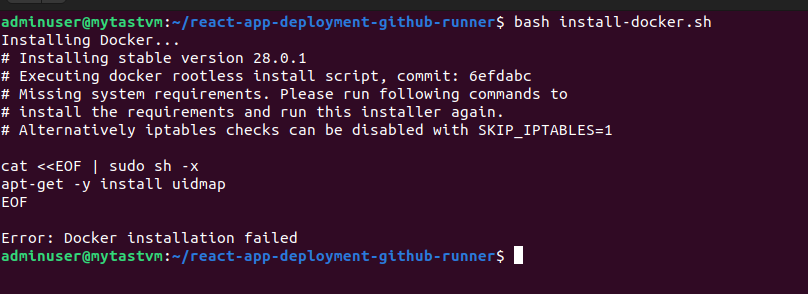 adminuser@mytastvm:~/react-app-deployment-github-runner$ bash install-docker.sh
Installing Docker...
# Installing stable version 28.0.1
# Executing docker rootless install script, commit: 6efdabc
# Missing system requirements. Please run following commands to
# install the requirements and run this installer again.
# Alternatively iptables checks can be disabled with SKIP_IPTABLES=1

cat <<EOF | sudo sh -x
apt-get -y install uidmap
EOF

Error: Docker installation failed
adminuser@mytastvm:~/react-app-deployment-github-runner$